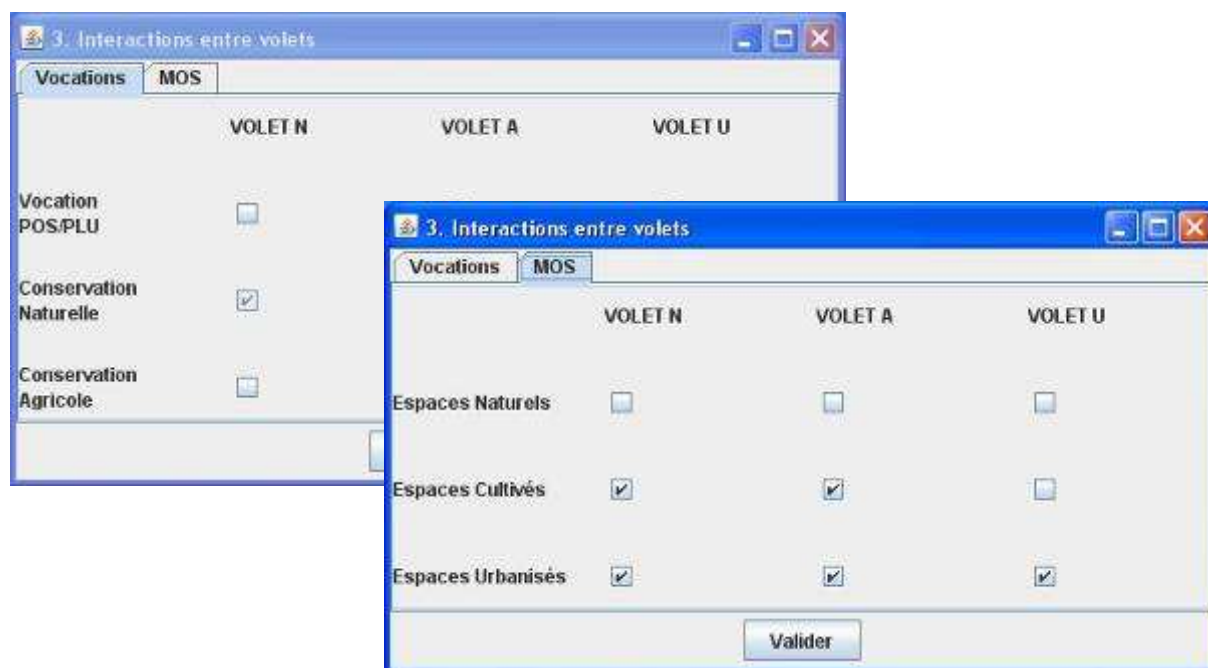 3. Interactions entre volets
Vocations MOS
VOLET N VOLET A VOLET U
Vocation
POS/PLU
Conservation
Naturelle
Conservation
Agricole
3. Interactions entre volets
Vocations MOS
VOLET N VOLET A VOLET U
Espaces Naturels
Espaces Cultivés
Espaces Urbanisés
Valider